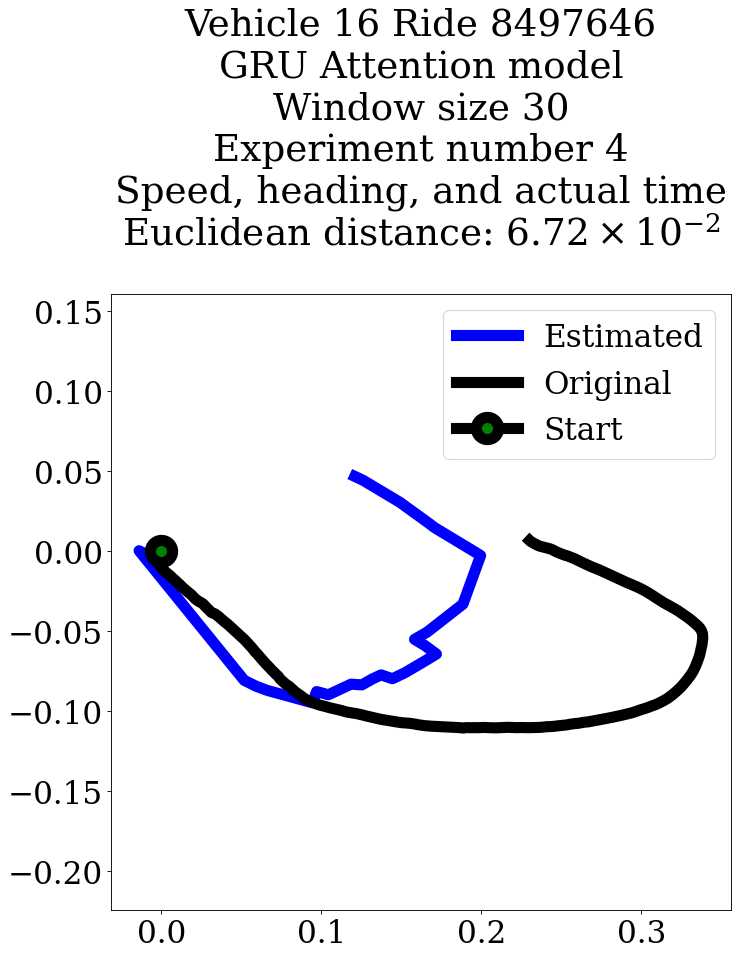 Vehicle 16 Ride 8497646
GRU Attention model
Window size 30
Experiment number 4
Speed, heading, and actual time
Euclidean distance: 6.72 × 10⁻²
Estimated
Original
Start
0.15
0.10
0.05
0.00
−0.05
−0.10
−0.15
−0.20
0.0 0.1 0.2 0.3